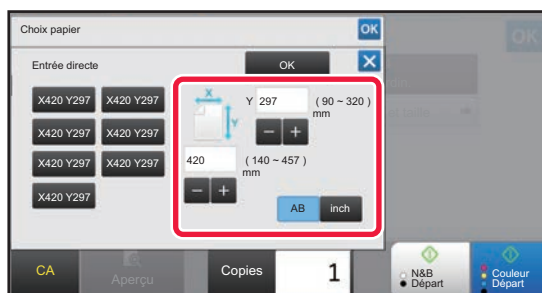 Choix papier
OK
OK
Entrée directe
OK
X420 Y297
X420 Y297
X420 Y297
X420 Y297
X420 Y297
X420 Y297
X420 Y297
X
Y
Y 297 (90 ~ 320)
mm
- +
420 (140 ~ 457)
mm
- +
AB inch
CA
Aperçu
Copies 1
N&B
Départ
Couleur
Départ